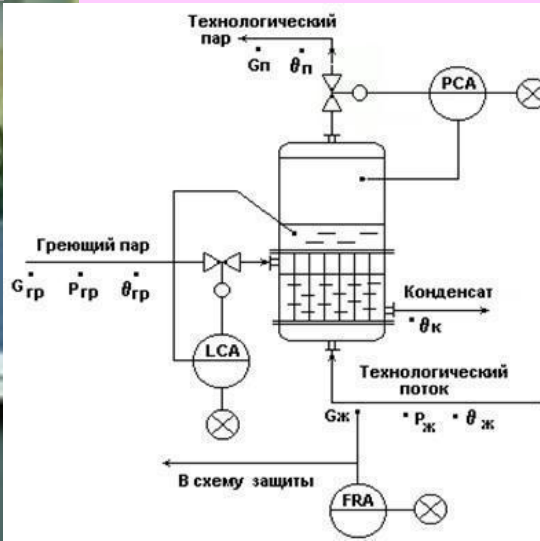 Технологический
пар
Gп θп
PCA
Греющий пар
Gгр Pгр θгр
Конденсат
θк
LCA
Технологический
поток
Gж Pж θж
В схему защиты
FRA